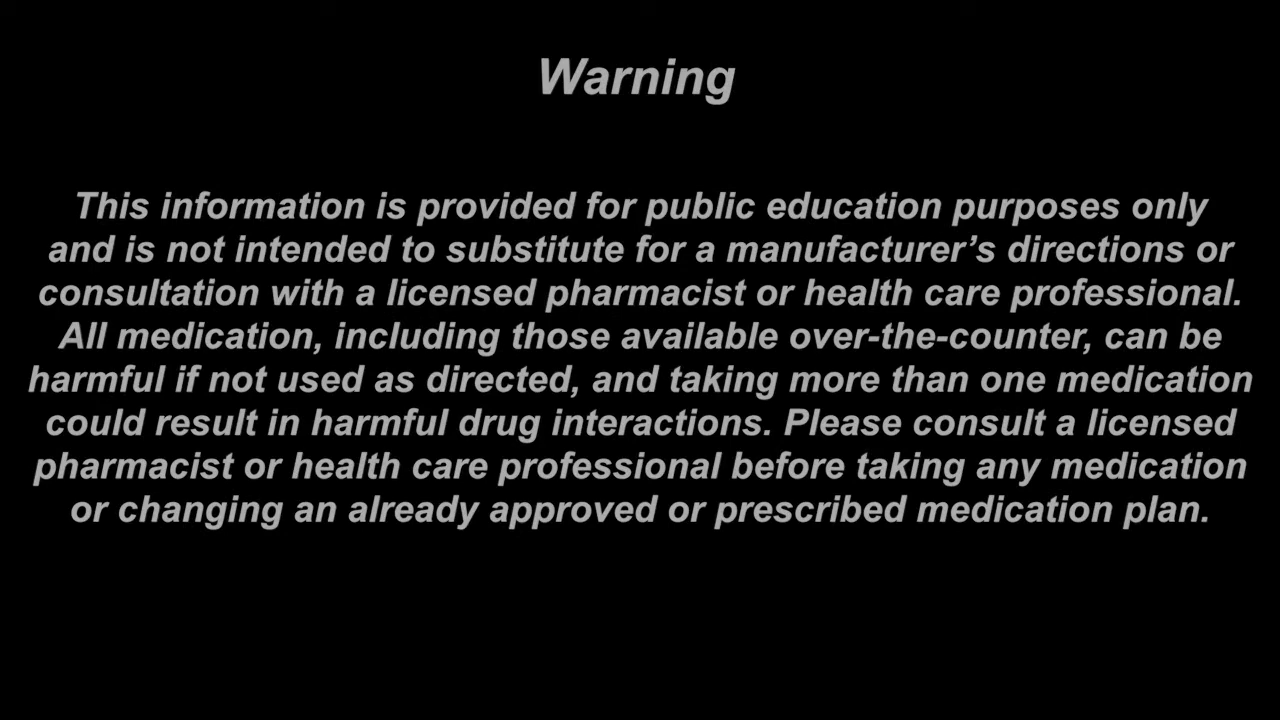 Warning
This information is provided for public education purposes only
and is not intended to substitute for a manufacturer’s directions or
consultation with a licensed pharmacist or health care professional.
All medication, including those available over-the-counter, can be
harmful if not used as directed, and taking more than one medication
could result in harmful drug interactions. Please consult a licensed
pharmacist or health care professional before taking any medication
or changing an already approved or prescribed medication plan.